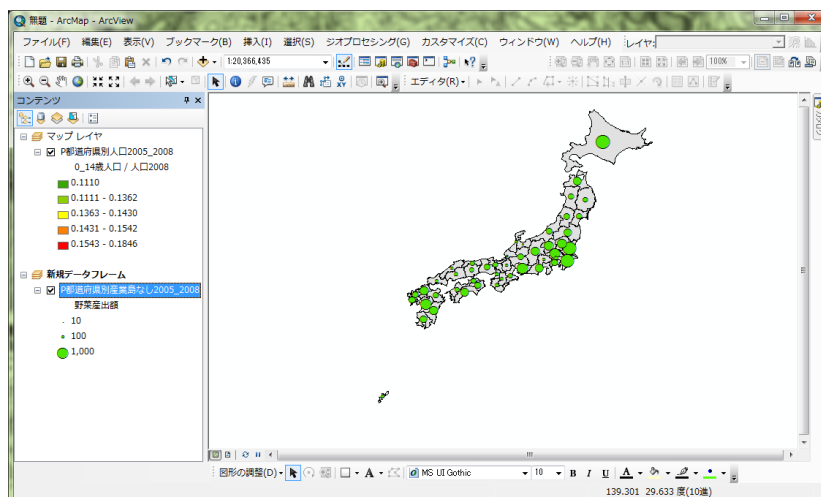 無題 - ArcMap - ArcView
ファイル(F) 編集(E) 表示(V) ブックマーク(B) 挿入(I) 選択(S) ジオプロセシング(G) カスタマイズ(C) ウィンドウ(W) ヘルプ(H) レイヤ:
1:20,366,435
100%
エディタ(R)
コンテンツ
マップ レイヤ
P都道府県別人口2005_2008
0_14歳人口 / 人口2008
0.1110
0.1111 - 0.1362
0.1363 - 0.1430
0.1431 - 0.1542
0.1543 - 0.1846
新規データフレーム
P都道府県別産業島なし2005_2008
野菜産出額
10
100
1,000
カタログ
図形の調整(D) A MS UI Gothic 10 B I U A
139.301 29.633 度(10進)